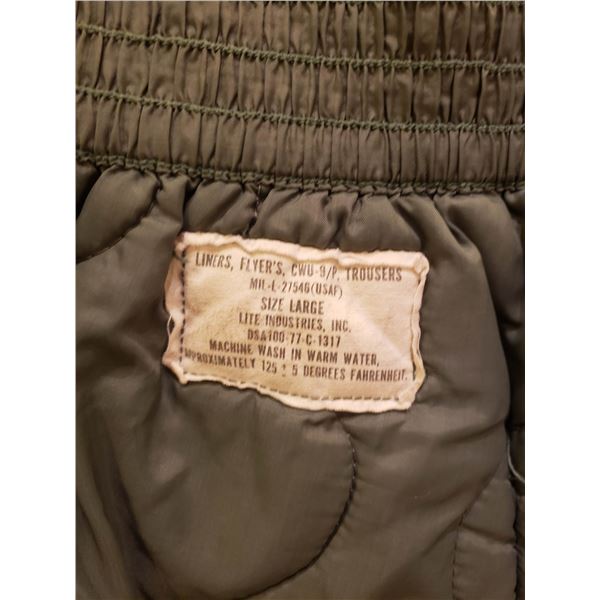 LINERS, FLYER'S, CWU-9/P, TROUSERS
MIL-L-27546(USAF)
SIZE LARGE
LITE INDUSTRIES, INC.
DSA100-77-C-1317
MACHINE WASH IN WARM WATER,
APPROXIMATELY 125 ± 5 DEGREES FAHRENHEIT.